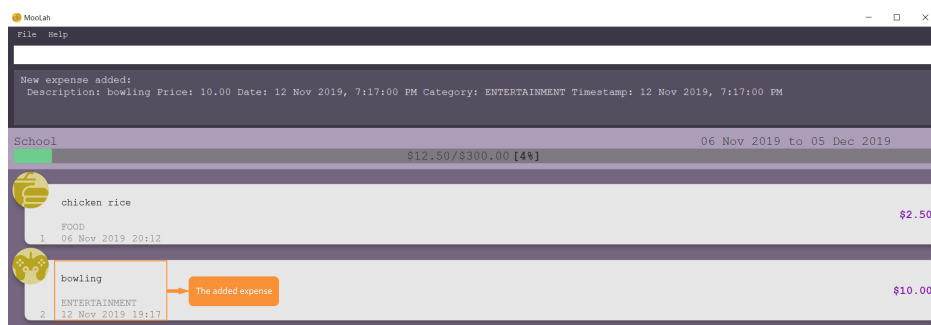 MooLah
File Help
New expense added:
Description: bowling Price: 10.00 Date: 12 Nov 2019, 7:17:00 PM Category: ENTERTAINMENT Timestamp: 12 Nov 2019, 7:17:00 PM
School 06 Nov 2019 to 05 Dec 2019
$12.50/$300.00 [4%]
chicken rice
$2.50
FOOD
1 06 Nov 2019 20:12
bowling
The added expense
$10.00
ENTERTAINMENT
2 12 Nov 2019 19:17